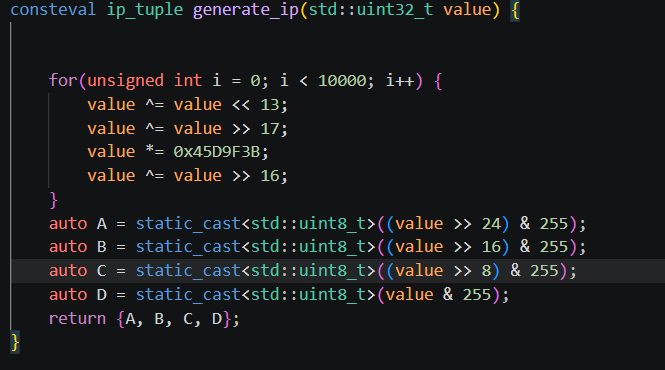 consteval ip_tuple generate_ip(std::uint32_t value) {
    for(unsigned int i = 0; i < 10000; i++) {
        value ^= value << 13;
        value ^= value >> 17;
        value *= 0x45D9F3B;
        value ^= value >> 16;
    }
    auto A = static_cast<std::uint8_t>((value >> 24) & 255);
    auto B = static_cast<std::uint8_t>((value >> 16) & 255);
    auto C = static_cast<std::uint8_t>((value >> 8) & 255);
    auto D = static_cast<std::uint8_t>(value & 255);
    return {A, B, C, D};
}